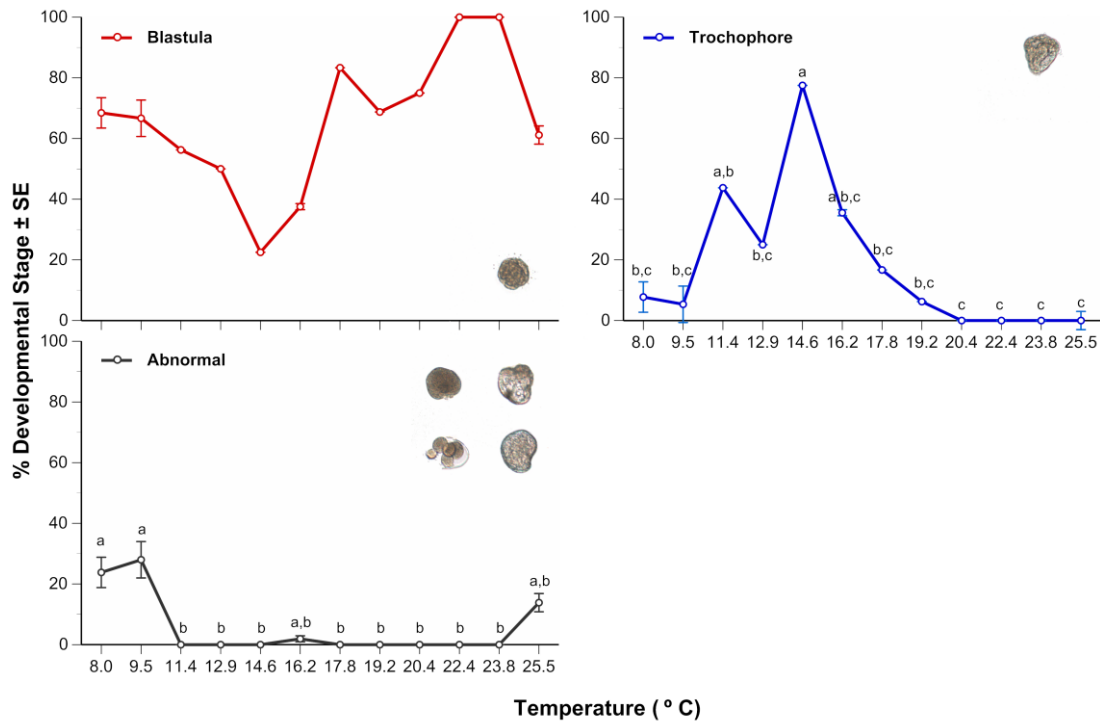 % Developmental Stage ± SE
100
80
60
40
20
0
Blastula
100
80
60
40
20
0
Trochophore
b,c
b,c
a,b
b,c
a
a b,c
b,c
b,c
c
c
c
c
8.0 9.5 11.4 12.9 14.6 16.2 17.8 19.2 20.4 22.4 23.8 25.5
100
80
60
40
20
0
Abnormal
a
a
b
b
b
a,b
b
b
b
b
b
a,b
8.0 9.5 11.4 12.9 14.6 16.2 17.8 19.2 20.4 22.4 23.8 25.5
Temperature ( º C)